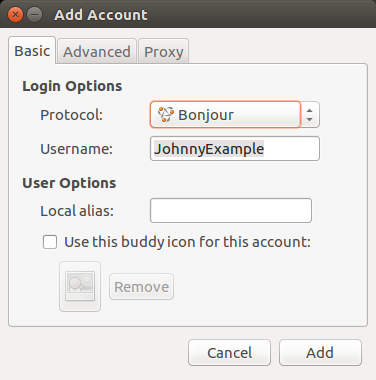 Add Account
Basic Advanced Proxy
Login Options
Protocol: Bonjour
Username: JohnnyExample
User Options
Local alias:
Use this buddy icon for this account:
Remove
Cancel Add